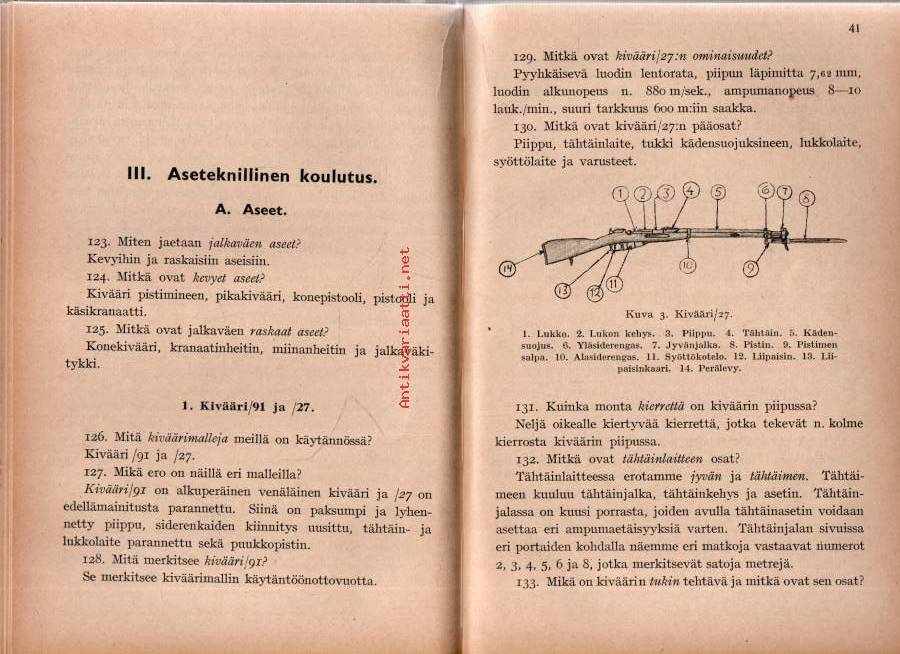 III. Aseteknillinen koulutus.
A. Aseet.
123. Miten jaetaan jalkaväen aseet?
Kevyihin ja raskaisiin aseisiin.
124. Mitkä ovat kevyet aseet?
Kivääri pistimineen, pikakivääri, konepistooli, pistooli ja
käsikranaatti.
125. Mitkä ovat jalkaväen raskaat aseet?
Konekivääri, kranaatinheitin, miinanheitin ja jalkaväki-
tykki.
1. Kivääri/91 ja /27.
126. Mitä kiväärimalleja meillä on käytännössä?
Kivääri/91 ja /27.
127. Mikä ero on näillä eri malleilla?
Kivääri/91 on alkuperäinen venäläinen kivääri ja /27 on
edellämainitusta parannettu. Siinä on paksumpi ja lyhen-
netty piippu, siderenkaiden kiinnitys uusittu, tähtäin- ja
lukkolaite parannettu sekä puukkopistin.
128. Mitä merkitsee kivääri/91?
Se merkitsee kiväärimallin käytäntöönottovuotta.
Antikvariaatti.net
41
129. Mitkä ovat kivääri/27:n ominaisuudet?
Pyyhkäisevä luodin lentorata, piipun läpimitta 7,62 mm,
luodin alkunopeus n. 880 m/sek., ampumanopeus 8—10
lauk./min., suuri tarkkuus 600 m:iin saakka.
130. Mitkä ovat kivääri/27:n pääosat?
Piippu, tähtäinlaite, tukki kädensuojuksineen, lukkolaite,
syöttölaite ja varusteet.
1 2 3 4 5 6 7 8
14 13 12 11 10 9
Kuva 3. Kivääri/27.
1. Lukko. 2. Lukon kehys. 3. Piippu. 4. Tähtäin. 5. Käden-
suojus. 6. Yläsiderengas. 7. Jyvänjalka. 8. Pistin. 9. Pistimen
salpa. 10. Alasiderengas. 11. Syöttökotelo. 12. Liipaisin. 13. Lii-
paisinkaari. 14. Perälevy.
131. Kuinka monta kierrettä on kiväärin piipussa?
Neljä oikealle kiertyvää kierrettä, jotka tekevät n. kolme
kierrosta kiväärin piipussa.
132. Mitkä ovat tähtäinlaitteen osat?
Tähtäinlaitteessa erotamme jyvän ja tähtäimen. Tähtäi-
meen kuuluu tähtäinjalka, tähtäinkehys ja asetin. Tähtäin-
jalassa on kuusi porrasta, joiden avulla tähtäinasetin voidaan
asettaa eri ampumaetäisyyksiä varten. Tähtäinjalan sivuissa
eri portaiden kohdalla näemme eri matkoja vastaavat numerot
2, 3, 4, 5, 6 ja 8, jotka merkitsevät satoja metrejä.
133. Mikä on kiväärin tukin tehtävä ja mitkä ovat sen osat?